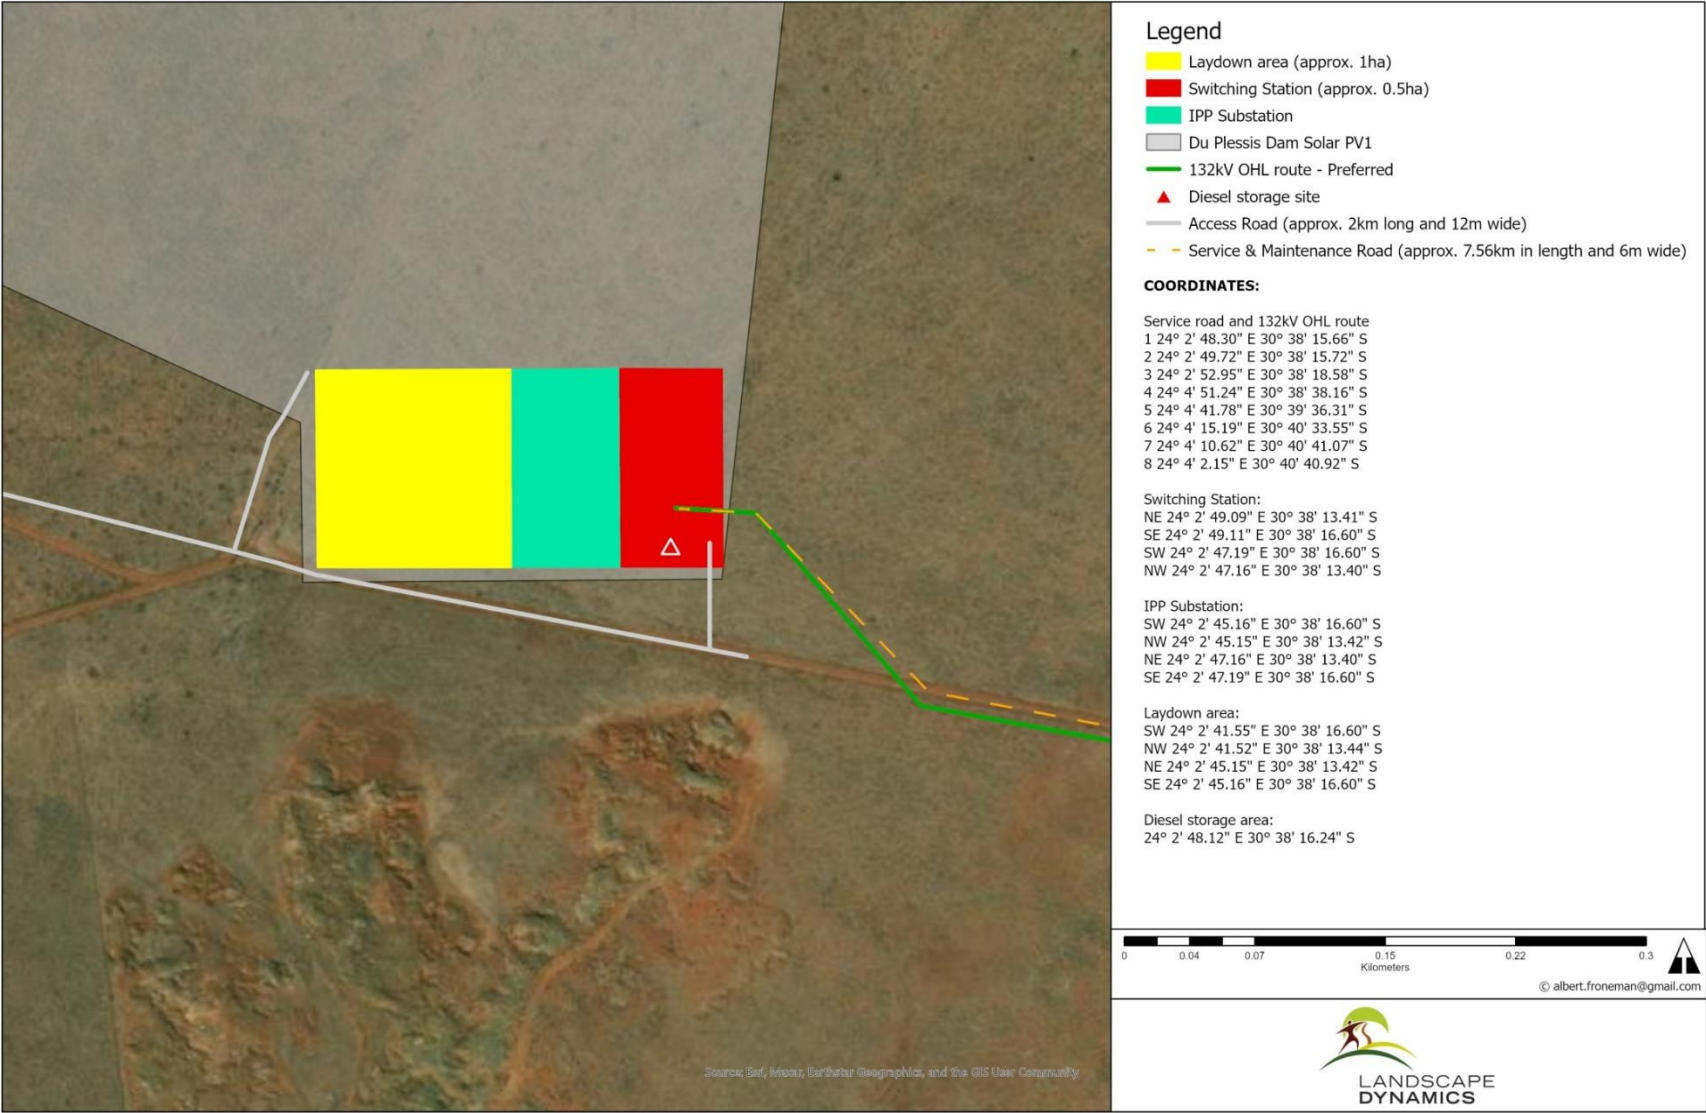 Legend
Laydown area (approx. 1ha)
Switching Station (approx. 0.5ha)
IPP Substation
Du Plessis Dam Solar PV1
132kV OHL route - Preferred
Diesel storage site
Access Road (approx. 2km long and 12m wide)
Service & Maintenance Road (approx. 7.56km in length and 6m wide)
COORDINATES:
Service road and 132kV OHL route
1 24° 2' 48.30" E 30° 38' 15.66" S
2 24° 2' 49.72" E 30° 38' 15.72" S
3 24° 2' 52.95" E 30° 38' 18.58" S
4 24° 4' 51.24" E 30° 38' 38.16" S
5 24° 4' 41.78" E 30° 39' 36.31" S
6 24° 4' 15.19" E 30° 40' 33.55" S
7 24° 4' 10.62" E 30° 40' 41.07" S
8 24° 4' 2.15" E 30° 40' 40.92" S
Switching Station:
NE 24° 2' 49.09" E 30° 38' 13.41" S
SE 24° 2' 49.11" E 30° 38' 16.60" S
SW 24° 2' 47.19" E 30° 38' 16.60" S
NW 24° 2' 47.16" E 30° 38' 13.40" S
IPP Substation:
SW 24° 2' 45.16" E 30° 38' 16.60" S
NW 24° 2' 45.15" E 30° 38' 13.42" S
NE 24° 2' 47.16" E 30° 38' 13.40" S
SE 24° 2' 47.19" E 30° 38' 16.60" S
Laydown area:
SW 24° 2' 41.55" E 30° 38' 16.60" S
NW 24° 2' 41.52" E 30° 38' 13.44" S
NE 24° 2' 45.15" E 30° 38' 13.42" S
SE 24° 2' 45.16" E 30° 38' 16.60" S
Diesel storage area:
24° 2' 48.12" E 30° 38' 16.24" S
0 0.04 0.07 0.15 0.22 0.3
Kilometers
© albert.froneman@gmail.com
Source: Esri, Maxar, Earthstar Geographics, and the GIS User Community
LANDSCAPE
DYNAMICS